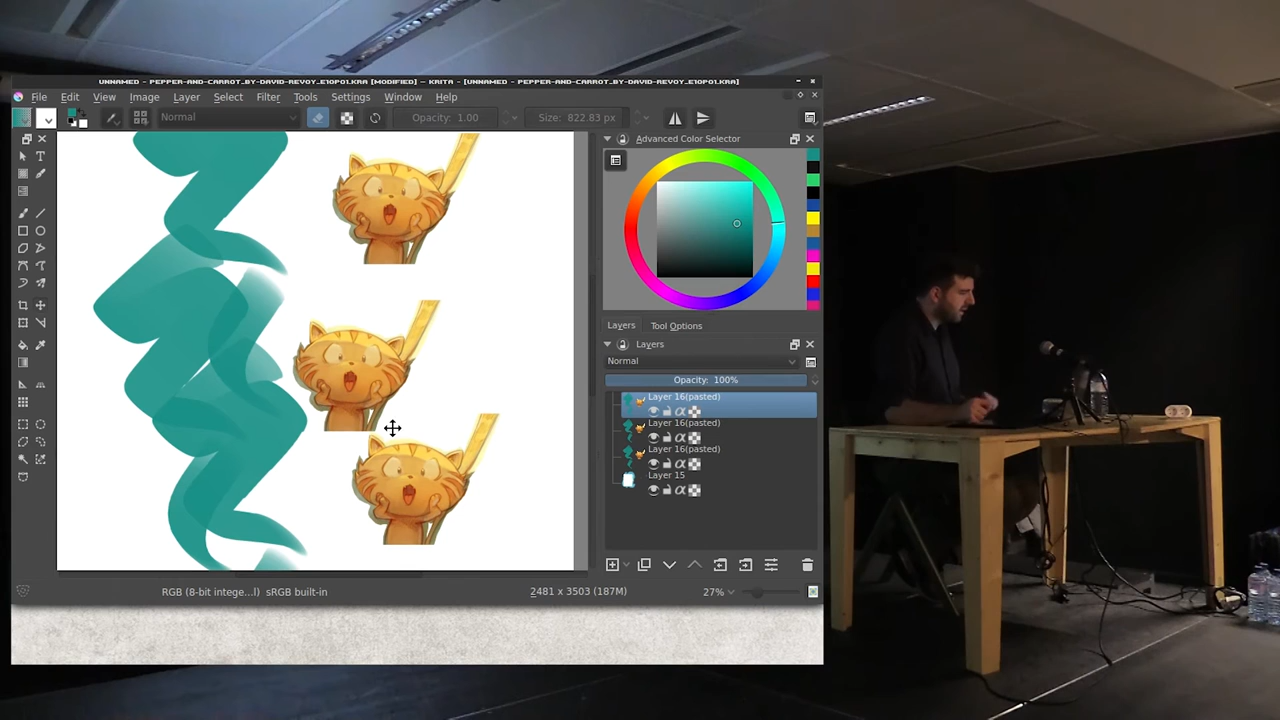 UNNAMED - PEPPER-AND-CARROT_BY-DAVID-REVOY_E10P01.KRA [MODIFIED] – KRITA - [UNNAMED - PEPPER-AND-CARROT_BY-DAVID-REVOY_E10P01.KRA]
File Edit View Image Layer Select Filter Tools Settings Window Help
Normal Opacity: 1.00 Size: 822.83 px
Advanced Color Selector
Layers Tool Options
Layers
Normal
Opacity: 100%
Layer 16(pasted)
Layer 16(pasted)
Layer 16(pasted)
Layer 15
RGB (8-bit intege...l) sRGB built-in 2481 x 3503 (187M) 27%